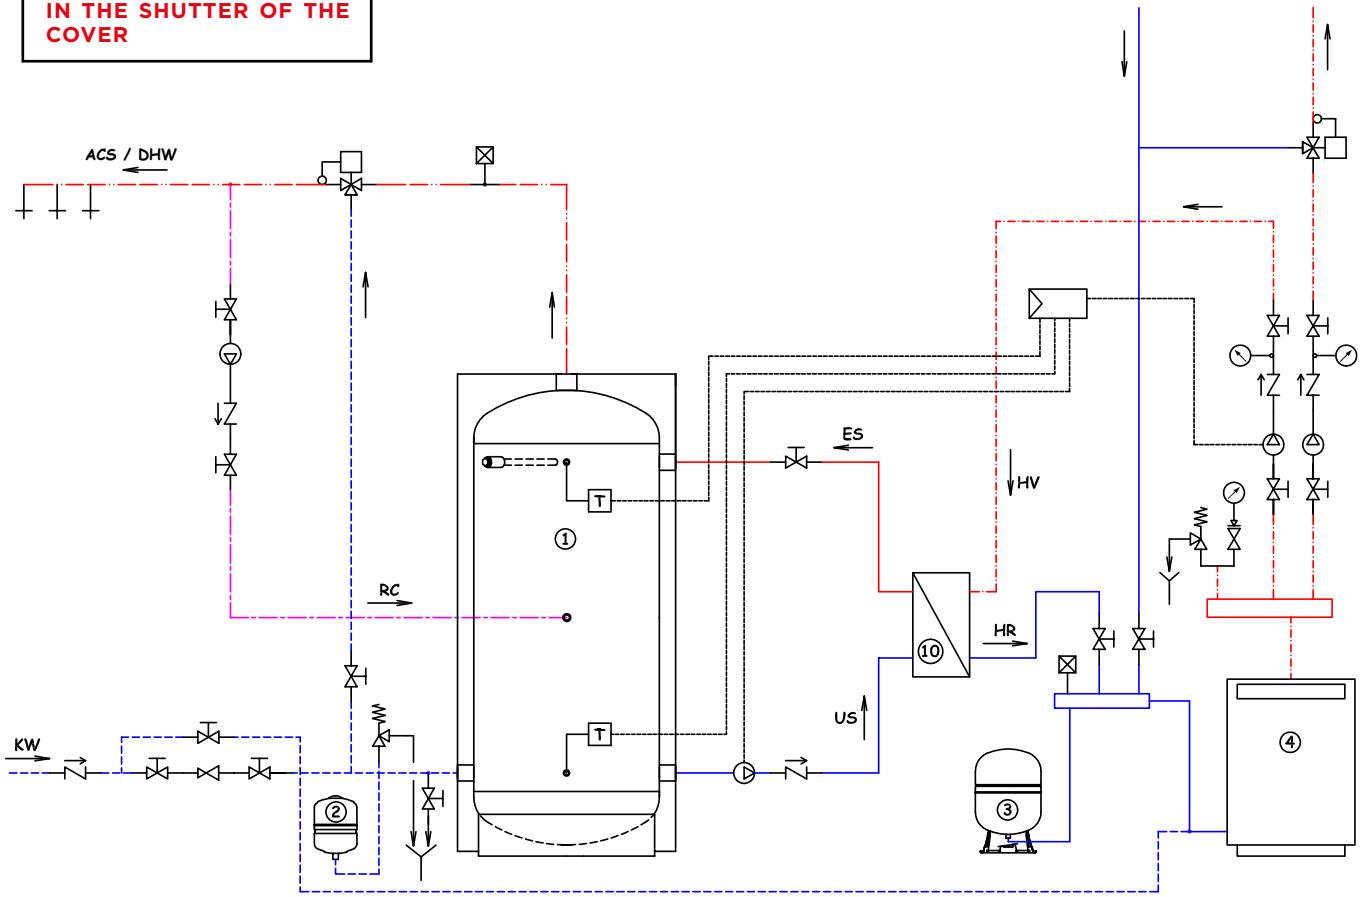 IN THE SHUTTER OF THE
COVER
ACS / DHW
ES
HV
T
1
RC
HR
10
US
T
KW
2
3
4